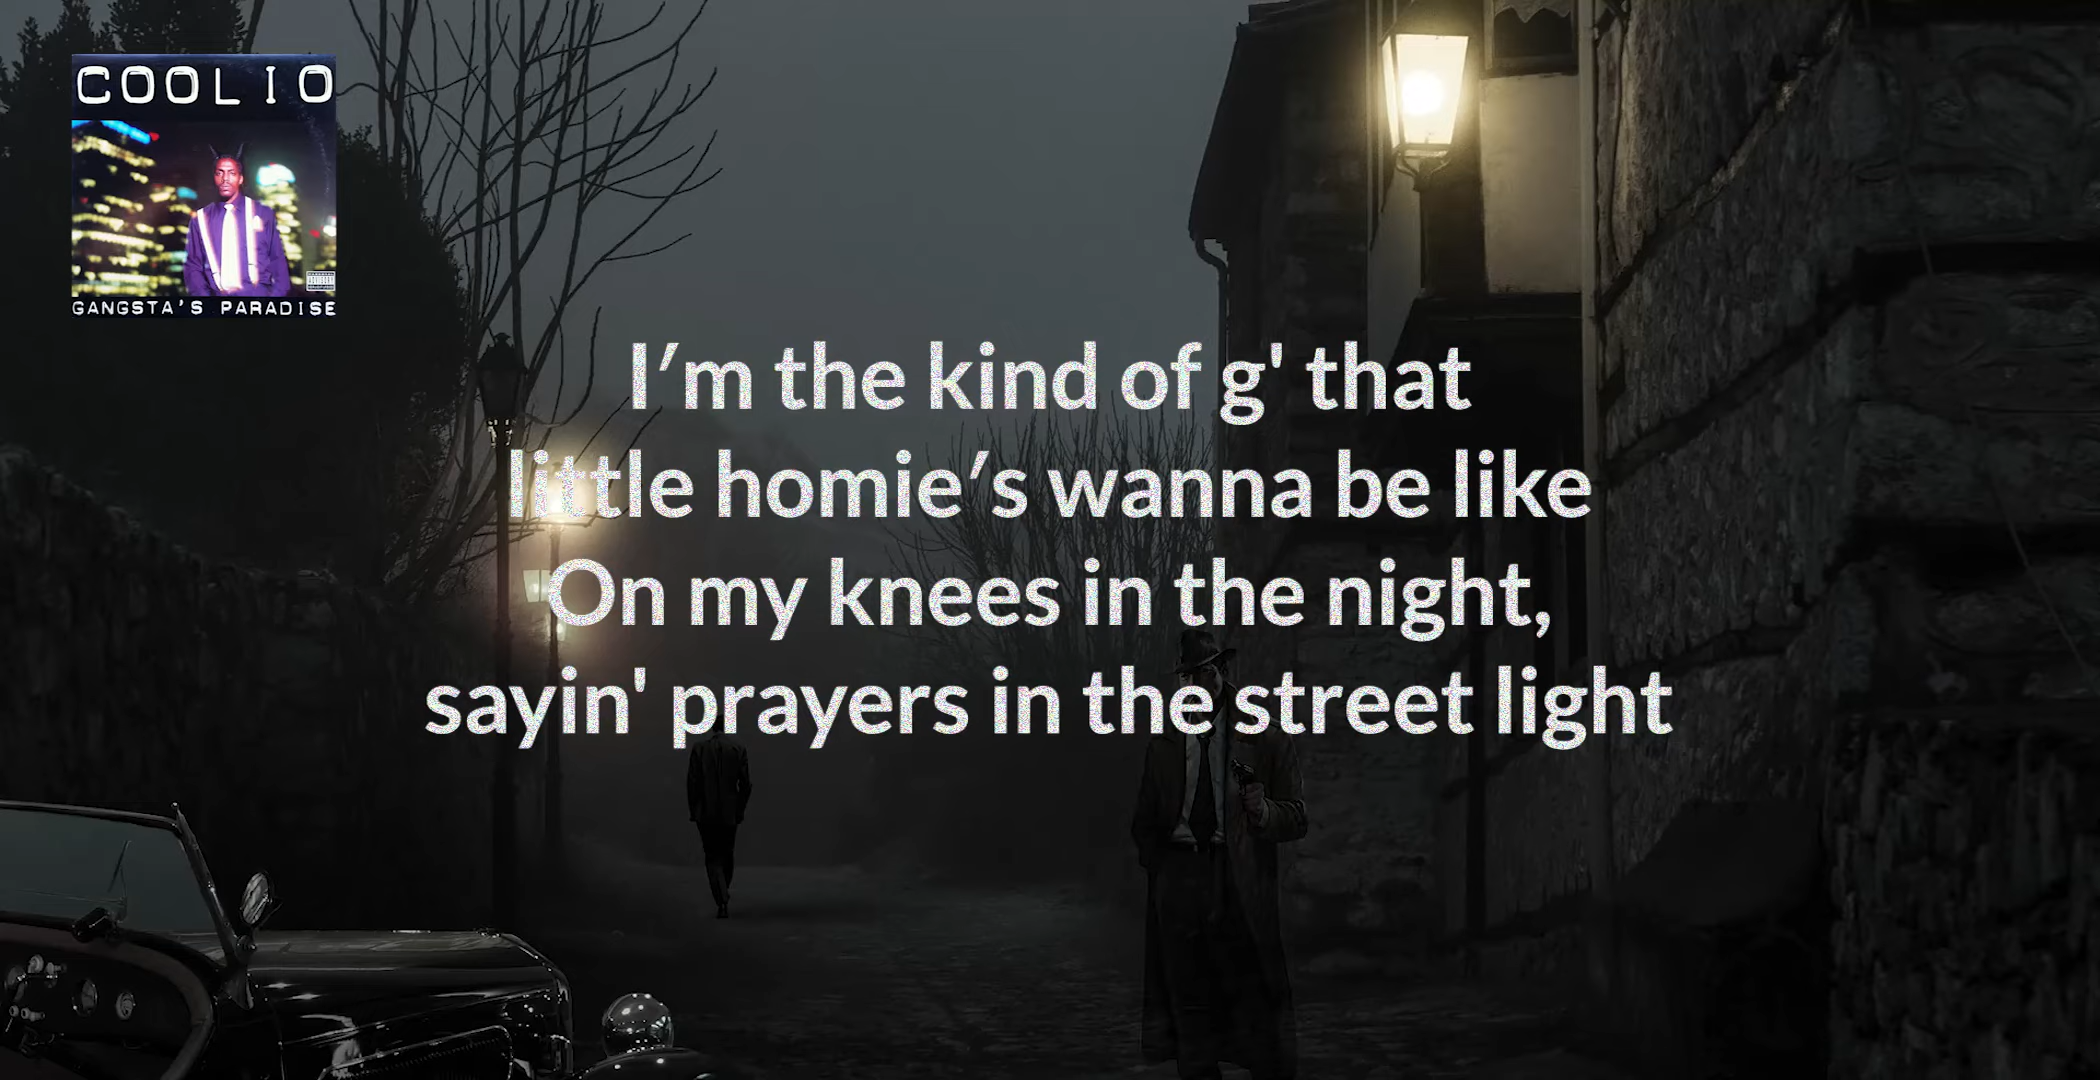 COOLIO
GANGSTA'S PARADISE
I′m the kind of g' that
little homie′s wanna be like
On my knees in the night,
sayin' prayers in the street light